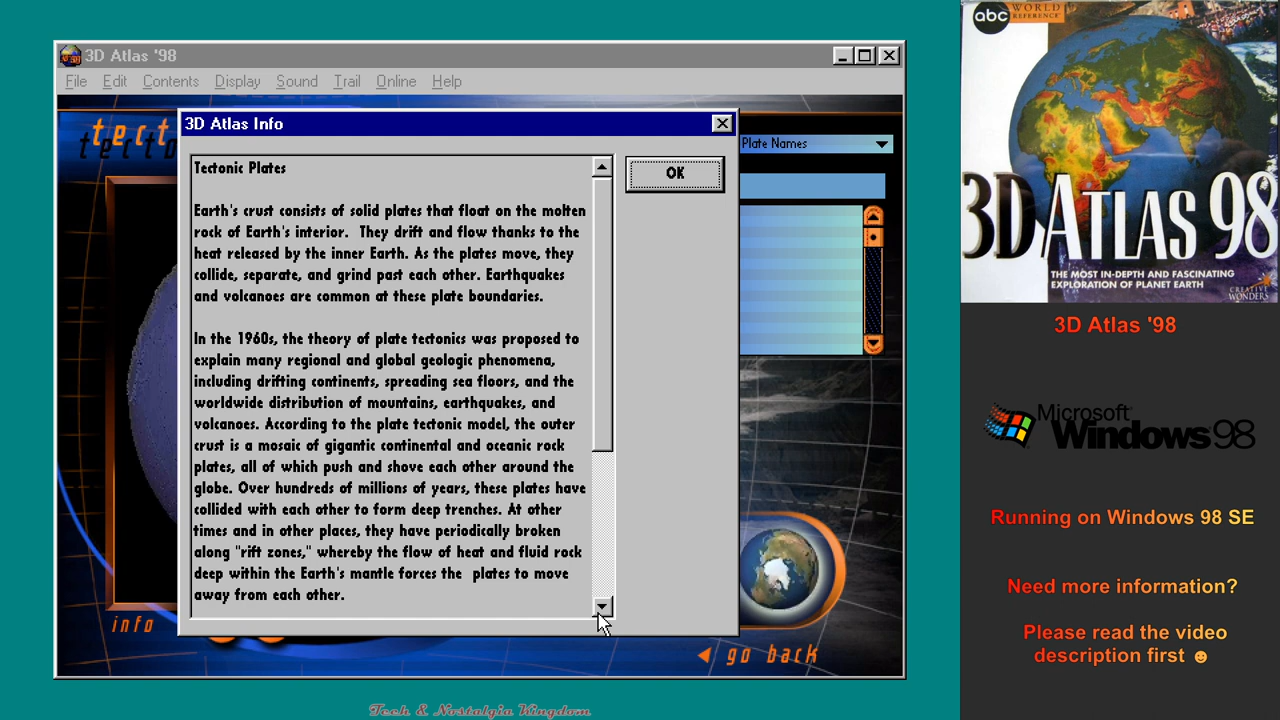 3D Atlas '98
File Edit Contents Display Sound Trail Online Help
3D Atlas Info
Tectonic Plates
Earth's crust consists of solid plates that float on the molten
rock of Earth's interior.  They drift and flow thanks to the
heat released by the inner Earth. As the plates move, they
collide, separate, and grind past each other. Earthquakes
and volcanoes are common at these plate boundaries.
In the 1960s, the theory of plate tectonics was proposed to
explain many regional and global geologic phenomena,
including drifting continents, spreading sea floors, and the
worldwide distribution of mountains, earthquakes, and
volcanoes. According to the plate tectonic model, the outer
crust is a mosaic of gigantic continental and oceanic rock
plates, all of which push and shove each other around the
globe. Over hundreds of millions of years, these plates have
collided with each other to form deep trenches. At other
times and in other places, they have periodically broken
along "rift zones," whereby the flow of heat and fluid rock
deep within the Earth's mantle forces the  plates to move
away from each other.
OK
tect
Plate Names
info
go back
Tech & Nostalgia Kingdom
abc WORLD
REFERENCE
3D ATLAS 98
THE MOST IN-DEPTH AND FASCINATING
EXPLORATION OF PLANET EARTH
CREATIVE
WONDERS
3D Atlas '98
Microsoft
Windows 98
Running on Windows 98 SE
Need more information?
Please read the video
description first ☻